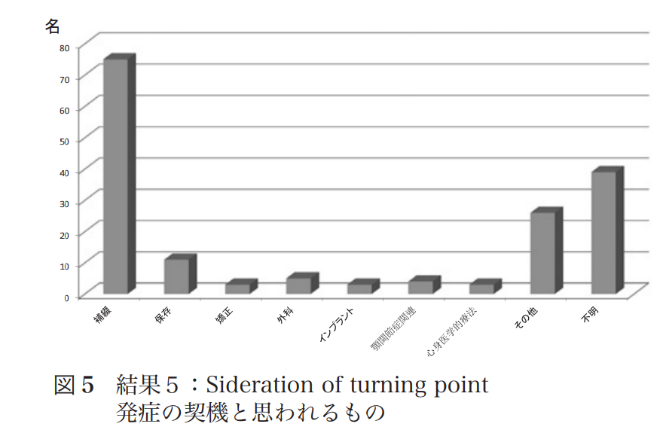 名
80
70
60
50
40
30
20
10
0
補綴
保存
矯正
外科
インプラント
顎関節症関連
心身医学的療法
その他
不明
図5 結果5：Sideration of turning point
発症の契機と思われるもの